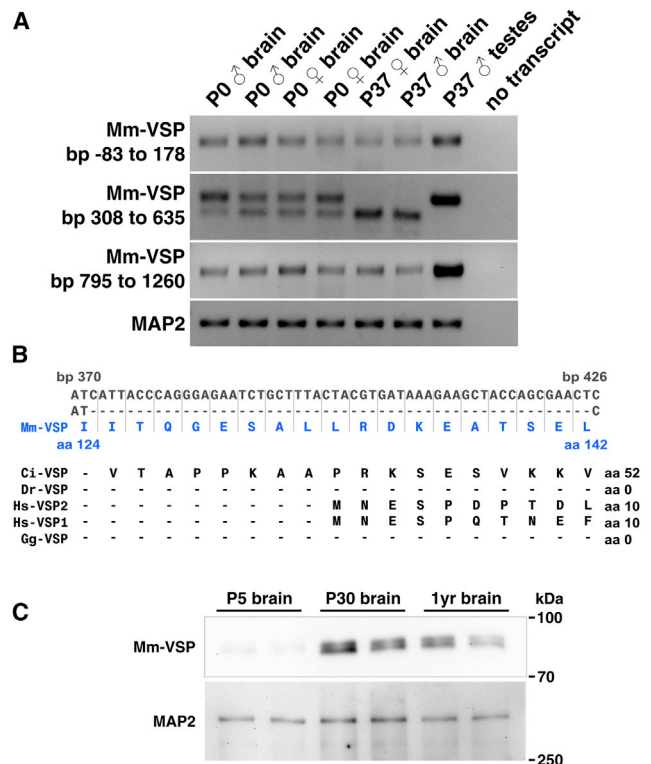 A
P0 ♂ brain
P0 ♂ brain
P0 ♀ brain
P0 ♀ brain
P37 ♀ brain
P37 ♂ brain
P37 ♂ testes
no transcript
Mm-VSP
bp -83 to 178
Mm-VSP
bp 308 to 635
Mm-VSP
bp 795 to 1260
MAP2
B
bp 370 bp 426
ATCATTACCCAGGGAGAATCTGCTTTACTACGTGATAAAGAAGCTACCAGCGAACTCC
AT-------------------------------------------------------C
Mm-VSP I I T Q G E S A L L R D K E A T S E L
aa 124 aa 142
Ci-VSP - V T A P P K A A P R K S E S V K K V aa 52
Dr-VSP - - - - - - - - - - - - - - - - - - - aa 0
Hs-VSP2 - - - - - - - - - M N E S P D P T D L aa 10
Hs-VSP1 - - - - - - - - - M N E S P Q T N E F aa 10
Gg-VSP - - - - - - - - - - - - - - - - - - - aa 0
C
P5 brain P30 brain 1yr brain kDa
100
Mm-VSP
70
MAP2
250